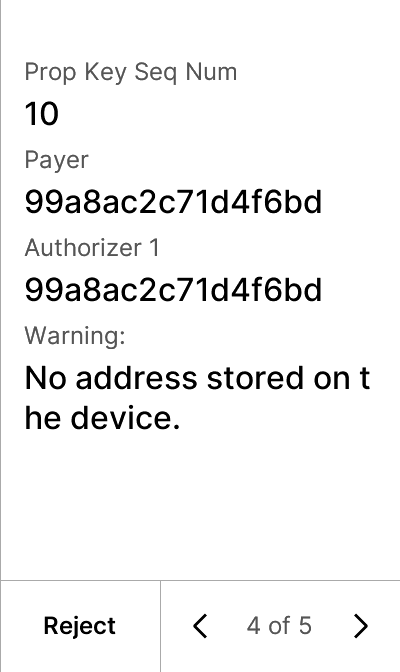 Prop Key Seq Num
10
Payer
99a8ac2c71d4f6bd
Authorizer 1
99a8ac2c71d4f6bd
Warning:
No address stored on t
he device.
Reject
4 of 5